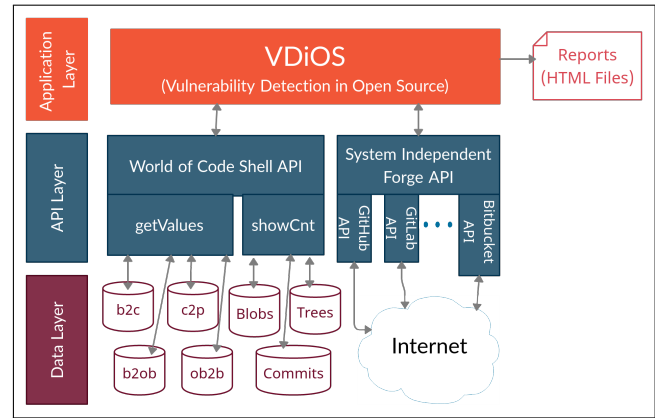 Application
Layer
VDiOS
(Vulnerability Detection in Open Source)
Reports
(HTML Files)
API Layer
World of Code Shell API
System Independent
Forge API
getValues
showCnt
GitHub
API
GitLab
API
Bitbucket
API
Data Layer
b2c
c2p
Blobs
Trees
b2ob
ob2b
Commits
Internet